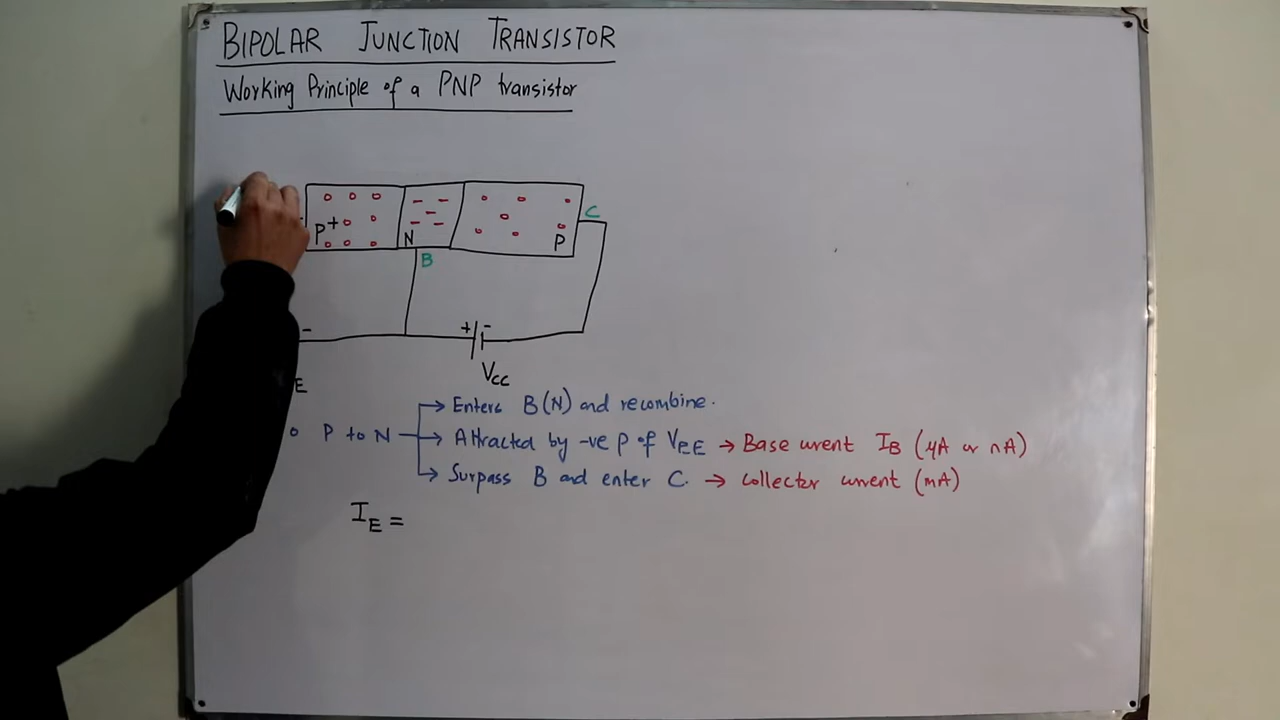 BIPOLAR JUNCTION TRANSISTOR
Working Principle of a PNP transistor
P+ N P
C
B
- + -
E VCC
Enters B(N) and recombine.
o P to N → Attracted by -ve P of VEE → Base current IB (μA or nA)
Surpass B and enter C. → collector current (mA)
IE =